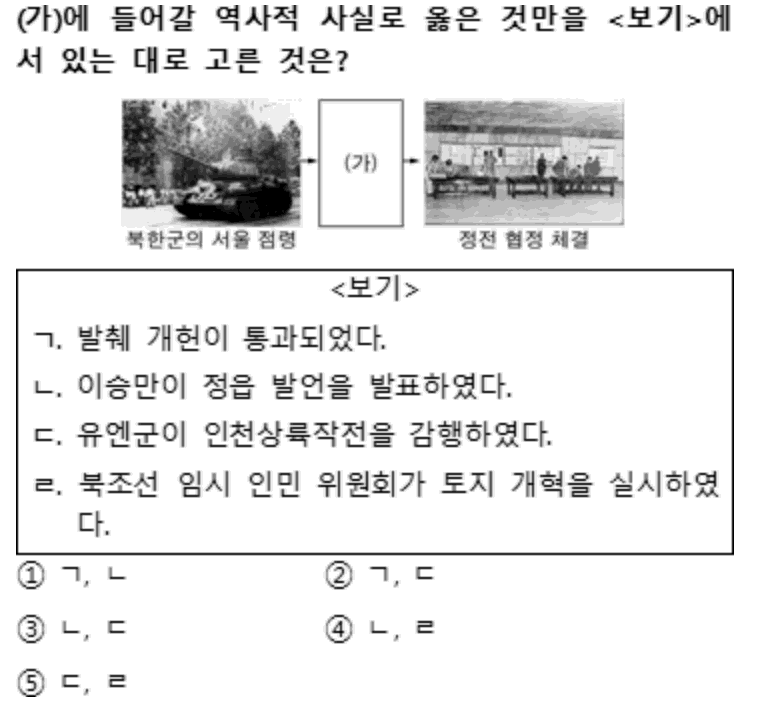 (가)에 들어갈 역사적 사실로 옳은 것만을 <보기>에
서 있는 대로 고른 것은?
(가)
북한군의 서울 점령
정전 협정 체결
<보기>
ㄱ. 발췌 개헌이 통과되었다.
ㄴ. 이승만이 정읍 발언을 발표하였다.
ㄷ. 유엔군이 인천상륙작전을 감행하였다.
ㄹ. 북조선 임시 인민 위원회가 토지 개혁을 실시하였
다.
① ㄱ, ㄴ
② ㄱ, ㄷ
③ ㄴ, ㄷ
④ ㄴ, ㄹ
⑤ ㄷ, ㄹ